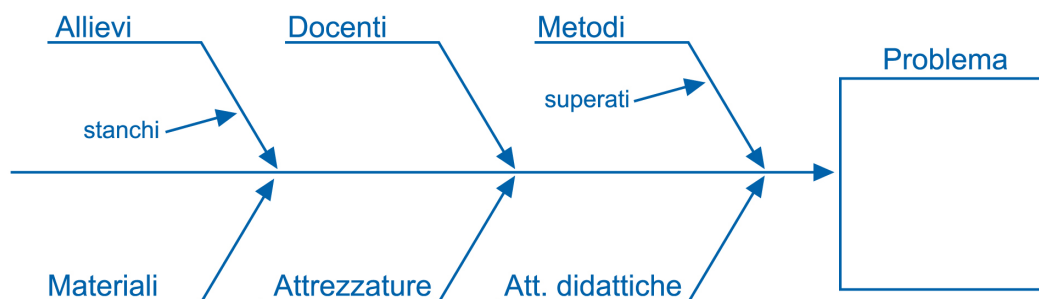 Allievi
Docenti
Metodi
Problema
stanchi
superati
Materiali
Attrezzature
Att. didattiche